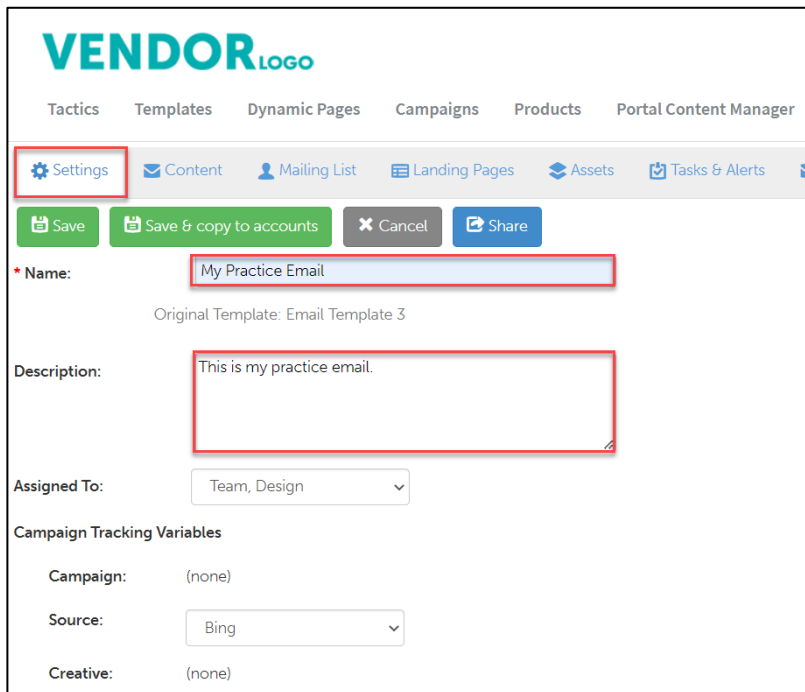 VENDOR LOGO
Tactics Templates Dynamic Pages Campaigns Products Portal Content Manager
Settings Content Mailing List Landing Pages Assets Tasks & Alerts
Save Save & copy to accounts Cancel Share
* Name: My Practice Email
Original Template: Email Template 3
Description: This is my practice email.
Assigned To: Team, Design
Campaign Tracking Variables
Campaign: (none)
Source: Bing
Creative: (none)